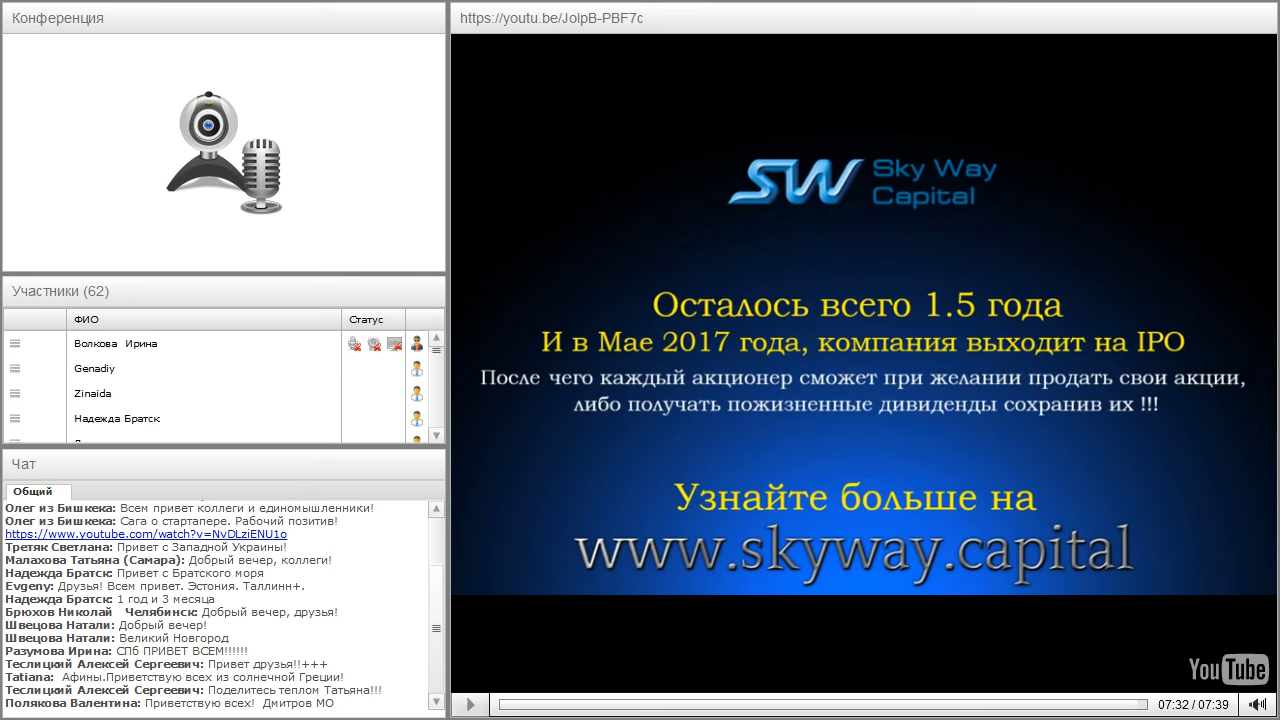 Конференция
Участники (62)
ФИО
Статус
Волкова Ирина
Genadiy
Zinaida
Надежда Братск
Чат
Общий
Олег из Бишкека: Всем привет коллеги и единомышленники!
Олег из Бишкека: Сага о стартапере. Рабочий позитив!
https://www.youtube.com/watch?v=NvDLziENU1o
Третяк Светлана: Привет с Западной Украины!
Малахова Татьяна (Самара): Добрый вечер, коллеги!
Надежда Братск: Привет с Братского моря
Evgeny: Друзья! Всем привет. Эстония. Таллинн+.
Надежда Братск: 1 год и 3 месяца
Брюхов Николай Челябинск: Добрый вечер, друзья!
Швецова Натали: Добрый вечер!
Швецова Натали: Великий Новгород
Разумова Ирина: СПб ПРИВЕТ ВСЕМ!!!!!!
Теслицкий Алексей Сергеевич: Привет друзья!!+++
Tatiana: Афины.Приветствую всех из солнечной Греции!
Теслицкий Алексей Сергеевич: Поделитесь теплом Татьяна!!!
Полякова Валентина: Приветствую всех! Дмитров МО
https://youtu.be/JolpB-PBF7c
SW Sky Way
Capital
Осталось всего 1.5 года
И в Мае 2017 года, компания выходит на IPO
После чего каждый акционер сможет при желании продать свои акции,
либо получать пожизненные дивиденды сохранив их !!!
Узнайте больше на
www.skyway.capital
YouTube
07:32 / 07:39